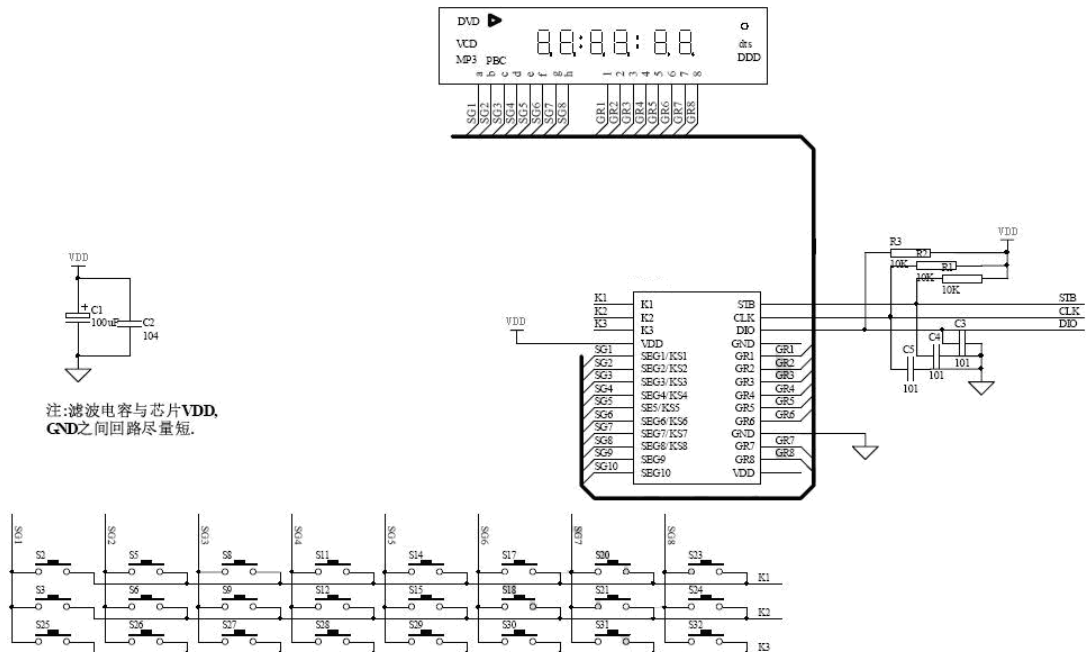 DVD
VCD
MP3 PBC
dts
DDD
a b c d e f g h 1 2 3 4 5 6 7 8
SG1 SG2 SG3 SG4 SG5 SG6 SG7 SG8 GR1 GR2 GR3 GR4 GR5 GR6 GR7 GR8
VDD
C1
100uF
C2
104
注:滤波电容与芯片VDD,
GND之间回路尽量短.
VDD
R3
10K
R2
10K
R1
10K
K1 K1 STB STB
K2 K2 CLK CLK
K3 K3 DIO DIO
VDD VDD GND
SG1 SEG1/KS1 GR1 GR1
SG2 SEG2/KS2 GR2 GR2
SG3 SEG3/KS3 GR3 GR3
SG4 SEG4/KS4 GR4 GR4
SG5 SE5/KS5 GR5 GR5
SG6 SEG6/KS6 GR6 GR6
SG7 SEG7/KS7 GND
SG8 SEG8/KS8 GR7 GR7
SG9 SEG9 GR8 GR8
SG10 SEG10 VDD
C3
101
C4
101
C5
101
SG1 SG2 SG3 SG4 SG5 SG6 SG7 SG8
S2 S5 S8 S11 S14 S17 S20 S23
K1
S3 S6 S9 S12 S15 S18 S21 S24
K2
S25 S26 S27 S28 S29 S30 S31 S32
K3